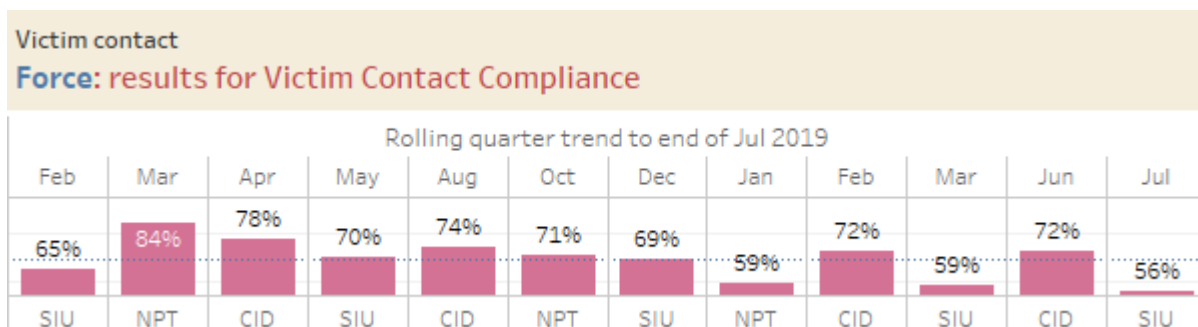 Victim contact
Force: results for Victim Contact Compliance
Rolling quarter trend to end of Jul 2019
Feb Mar Apr May Aug Oct Dec Jan Feb Mar Jun Jul
65% 84% 78% 70% 74% 71% 69% 59% 72% 59% 72% 56%
SIU NPT CID SIU CID NPT SIU NPT CID SIU CID SIU